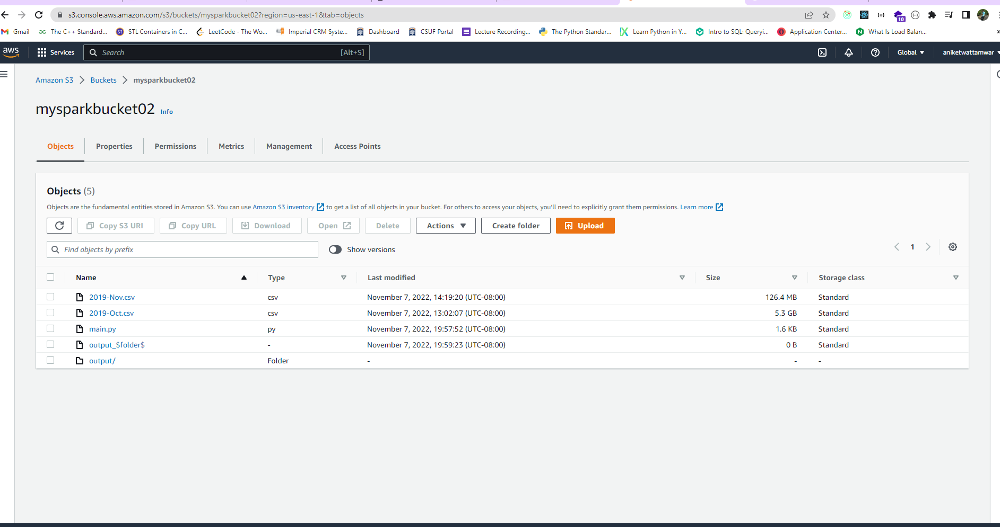 s3.console.aws.amazon.com/s3/buckets/mysparkbucket02?region=us-east-1&tab=objects
10
Gmail The C++ Standard... STL Containers in C... LeetCode - The Wo... Imperial CRM Syste... Dashboard CSUF Portal Lecture Recording... The Python Standar... Learn Python in Y... Intro to SQL: Queryi... Application Center... What Is Load Balan... »
aws Services Search [Alt+S] Global aniketwattamwar
Amazon S3 Buckets mysparkbucket02
mysparkbucket02 Info
Objects Properties Permissions Metrics Management Access Points
Objects (5)
Objects are the fundamental entities stored in Amazon S3. You can use Amazon S3 inventory to get a list of all objects in your bucket. For others to access your objects, you'll need to explicitly grant them permissions. Learn more
Copy S3 URI Copy URL Download Open Delete Actions Create folder Upload
Find objects by prefix Show versions 1
Name Type Last modified Size Storage class
2019-Nov.csv csv November 7, 2022, 14:19:20 (UTC-08:00) 126.4 MB Standard
2019-Oct.csv csv November 7, 2022, 13:02:07 (UTC-08:00) 5.3 GB Standard
main.py py November 7, 2022, 19:57:52 (UTC-08:00) 1.6 KB Standard
output_$folder$ - November 7, 2022, 19:59:23 (UTC-08:00) 0 B Standard
output/ Folder - - -